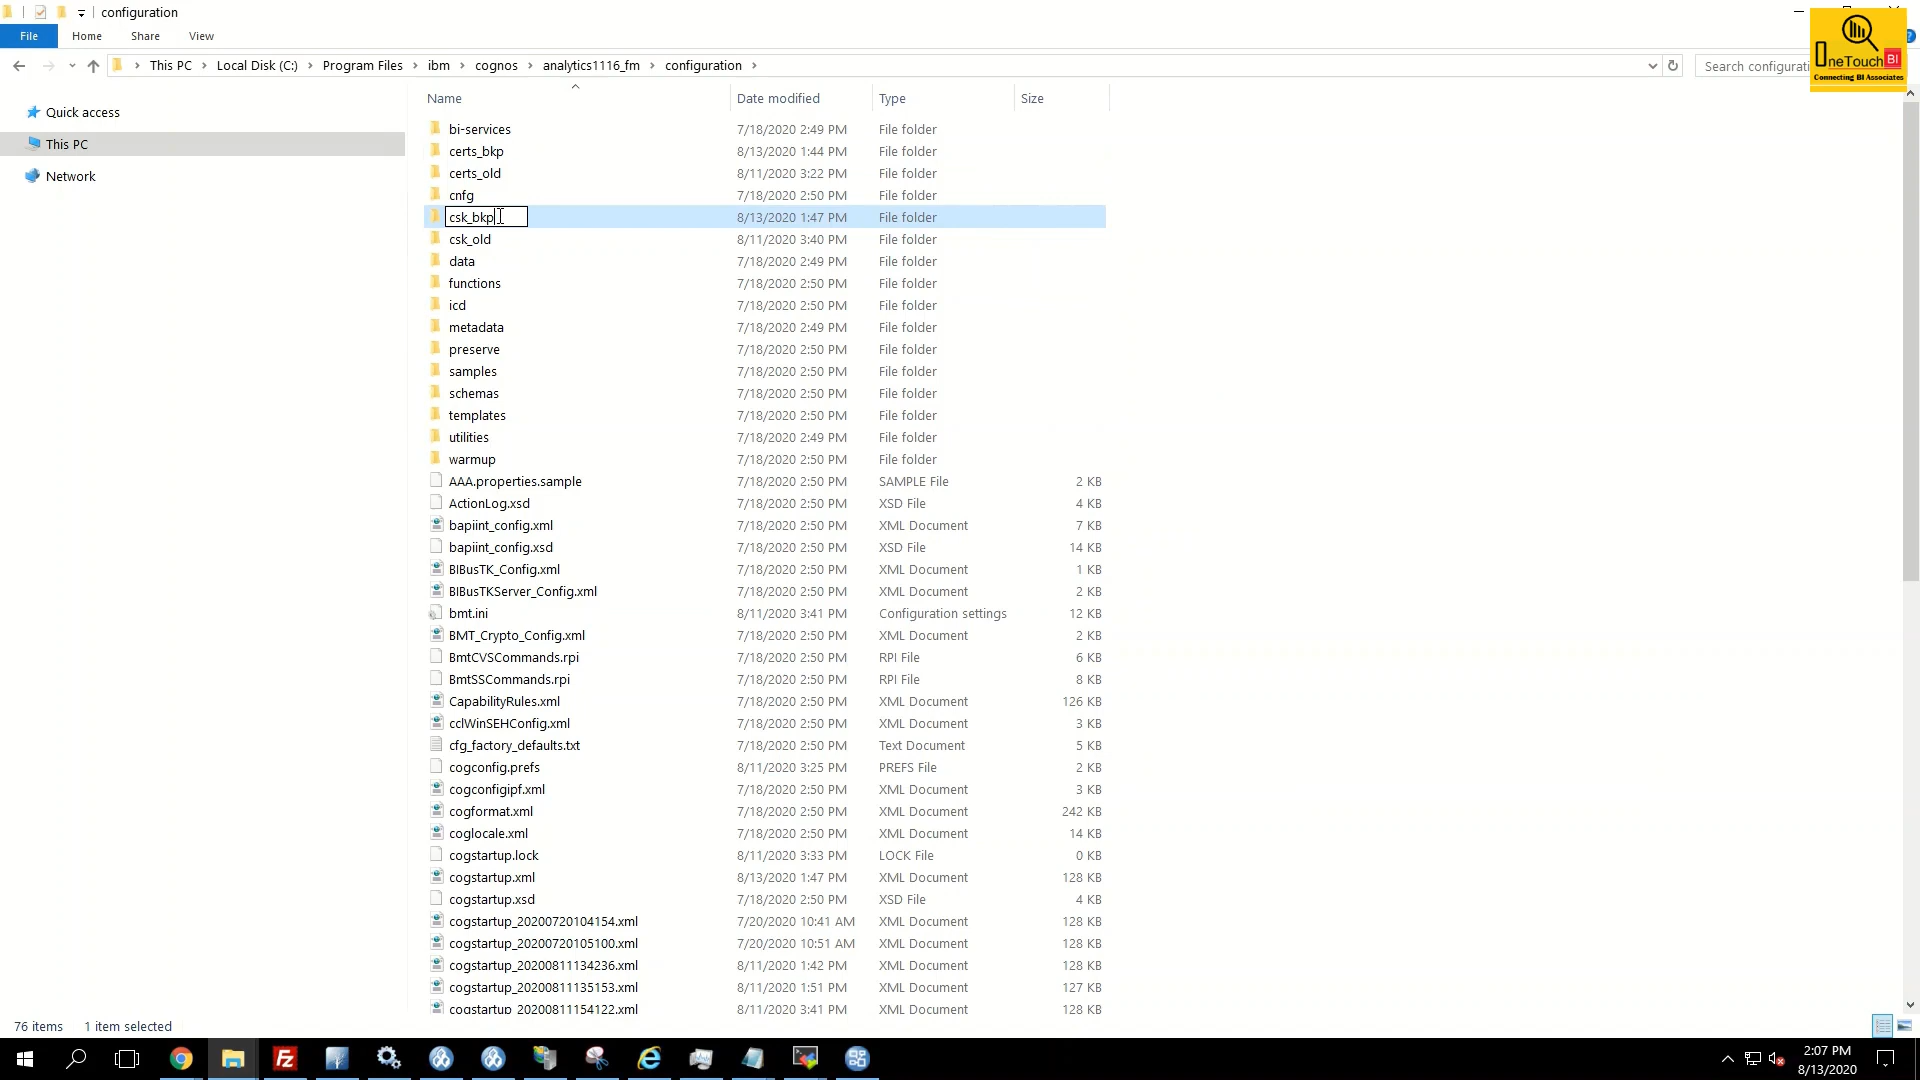 configuration
File Home Share View
This PC Local Disk (C:) Program Files ibm cognos analytics1116_fm configuration
Search configurati
OneTouch BI
Connecting BI Associates
Quick access
This PC
Network
Name Date modified Type Size
bi-services 7/18/2020 2:49 PM File folder
certs_bkp 8/13/2020 1:44 PM File folder
certs_old 8/11/2020 3:22 PM File folder
cnfg 7/18/2020 2:50 PM File folder
csk_bkp 8/13/2020 1:47 PM File folder
csk_old 8/11/2020 3:40 PM File folder
data 7/18/2020 2:49 PM File folder
functions 7/18/2020 2:50 PM File folder
icd 7/18/2020 2:50 PM File folder
metadata 7/18/2020 2:49 PM File folder
preserve 7/18/2020 2:50 PM File folder
samples 7/18/2020 2:50 PM File folder
schemas 7/18/2020 2:50 PM File folder
templates 7/18/2020 2:50 PM File folder
utilities 7/18/2020 2:49 PM File folder
warmup 7/18/2020 2:50 PM File folder
AAA.properties.sample 7/18/2020 2:50 PM SAMPLE File 2 KB
ActionLog.xsd 7/18/2020 2:50 PM XSD File 4 KB
bapiint_config.xml 7/18/2020 2:50 PM XML Document 7 KB
bapiint_config.xsd 7/18/2020 2:50 PM XSD File 14 KB
BIBusTK_Config.xml 7/18/2020 2:50 PM XML Document 1 KB
BIBusTKServer_Config.xml 7/18/2020 2:50 PM XML Document 2 KB
bmt.ini 8/11/2020 3:41 PM Configuration settings 12 KB
BMT_Crypto_Config.xml 7/18/2020 2:50 PM XML Document 2 KB
BmtCVSCommands.rpi 7/18/2020 2:50 PM RPI File 6 KB
BmtSSCommands.rpi 7/18/2020 2:50 PM RPI File 8 KB
CapabilityRules.xml 7/18/2020 2:50 PM XML Document 126 KB
cclWinSEHConfig.xml 7/18/2020 2:50 PM XML Document 3 KB
cfg_factory_defaults.txt 7/18/2020 2:50 PM Text Document 5 KB
cogconfig.prefs 8/11/2020 3:25 PM PREFS File 2 KB
cogconfigipf.xml 7/18/2020 2:50 PM XML Document 3 KB
cogformat.xml 7/18/2020 2:50 PM XML Document 242 KB
coglocale.xml 7/18/2020 2:50 PM XML Document 14 KB
cogstartup.lock 8/11/2020 3:33 PM LOCK File 0 KB
cogstartup.xml 8/13/2020 1:47 PM XML Document 128 KB
cogstartup.xsd 7/18/2020 2:50 PM XSD File 4 KB
cogstartup_20200720104154.xml 7/20/2020 10:41 AM XML Document 128 KB
cogstartup_20200720105100.xml 7/20/2020 10:51 AM XML Document 128 KB
cogstartup_20200811134236.xml 8/11/2020 1:42 PM XML Document 128 KB
cogstartup_20200811135153.xml 8/11/2020 1:51 PM XML Document 127 KB
cogstartup_20200811154122.xml 8/11/2020 3:41 PM XML Document 128 KB
76 items 1 item selected
2:07 PM
8/13/2020